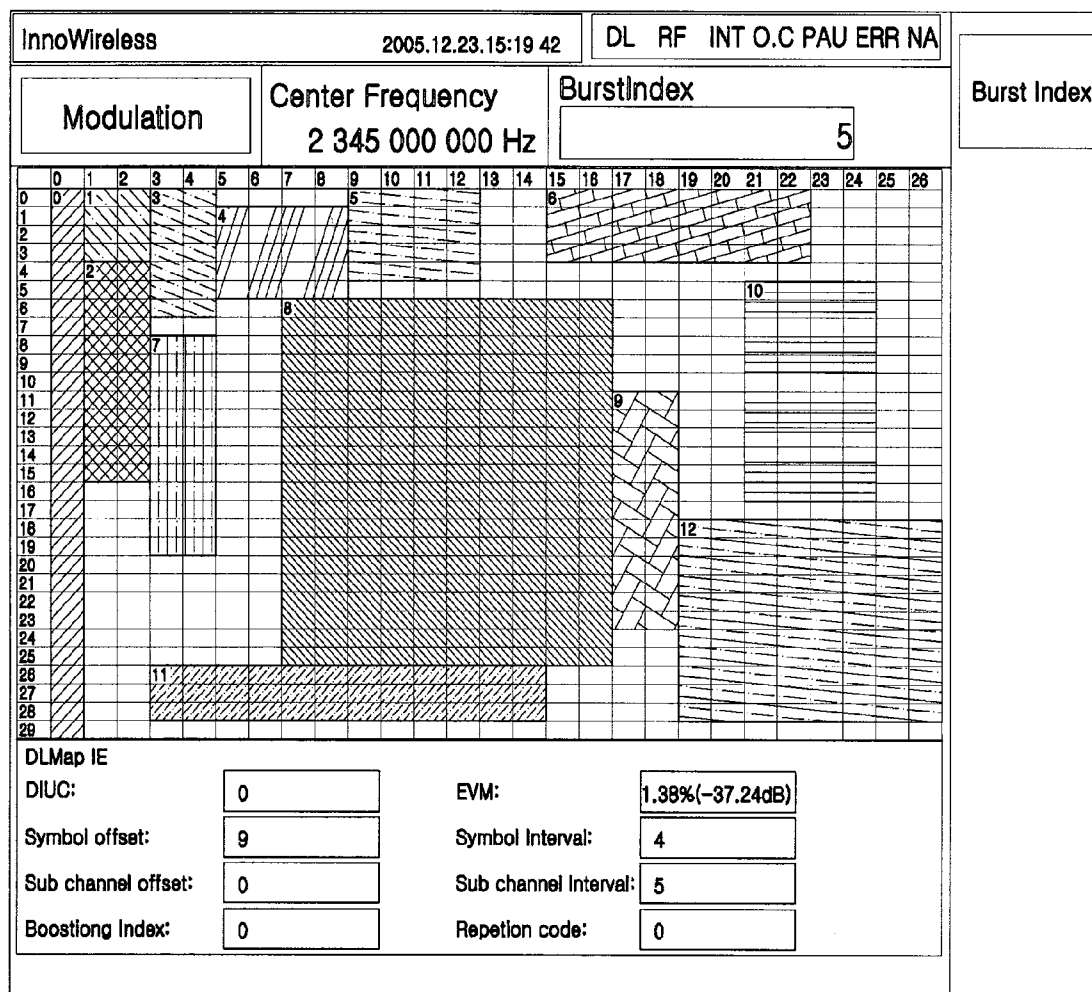 InnoWireless 2005.12.23.15:19 42 DL RF INT O.C PAU ERR NA
Burst Index
Modulation
Center Frequency
2 345 000 000 Hz
BurstIndex
5
0 1 2 3 4 5 6 7 8 9 10 11 12 13 14 15 16 17 18 19 20 21 22 23 24 25 26
0 0 1 3 5 6
1 4
2
3
4 2
5 10
6 8
7
8 7
9
10
11 9
12
13
14
15
16
17
18 12
19
20
21
22
23
24
25
26 11
27
28
29
DLMap IE
DIUC: 0 EVM: 1.38%(-37.24dB)
Symbol offset: 9 Symbol Interval: 4
Sub channel offset: 0 Sub channel Interval: 5
Boostiong Index: 0 Repetion code: 0